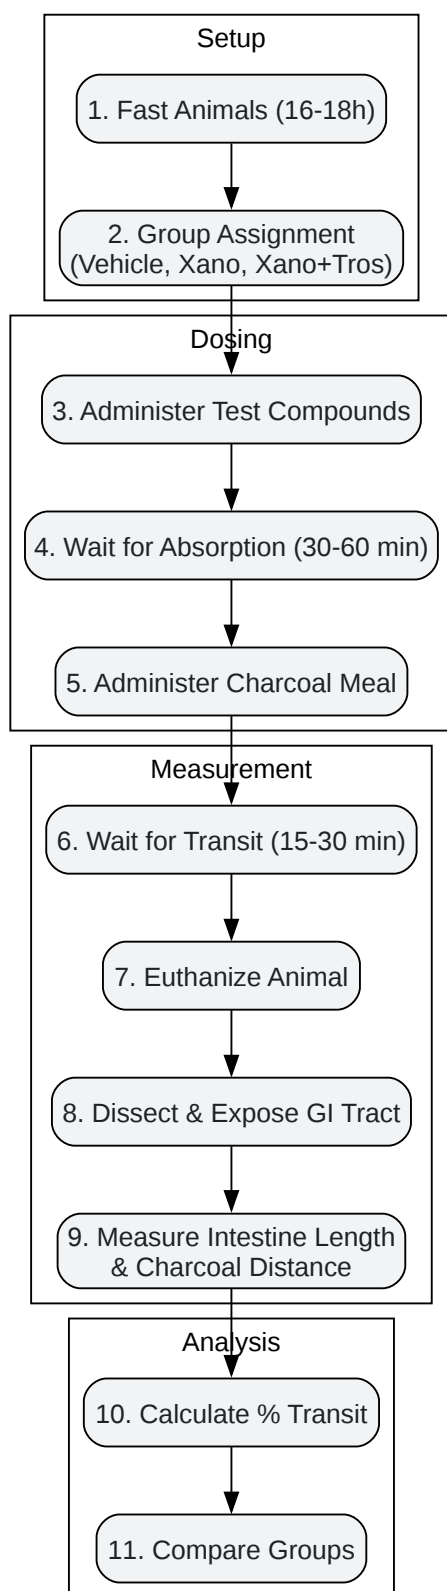 Setup
1. Fast Animals (16-18h)
2. Group Assignment
(Vehicle, Xano, Xano+Tros)
Dosing
3. Administer Test Compounds
4. Wait for Absorption (30-60 min)
5. Administer Charcoal Meal
Measurement
6. Wait for Transit (15-30 min)
7. Euthanize Animal
8. Dissect & Expose GI Tract
9. Measure Intestine Length
& Charcoal Distance
Analysis
10. Calculate % Transit
11. Compare Groups